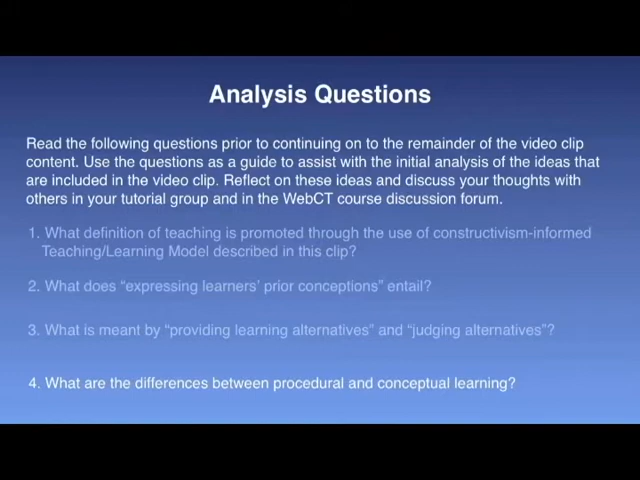 Analysis Questions
Read the following questions prior to continuing on to the remainder of the video clip
content. Use the questions as a guide to assist with the initial analysis of the ideas that
are included in the video clip. Reflect on these ideas and discuss your thoughts with
others in your tutorial group and in the WebCT course discussion forum.
1. What definition of teaching is promoted through the use of constructivism-informed
Teaching/Learning Model described in this clip?
2. What does “expressing learners’ prior conceptions” entail?
3. What is meant by “providing learning alternatives” and “judging alternatives”?
4. What are the differences between procedural and conceptual learning?